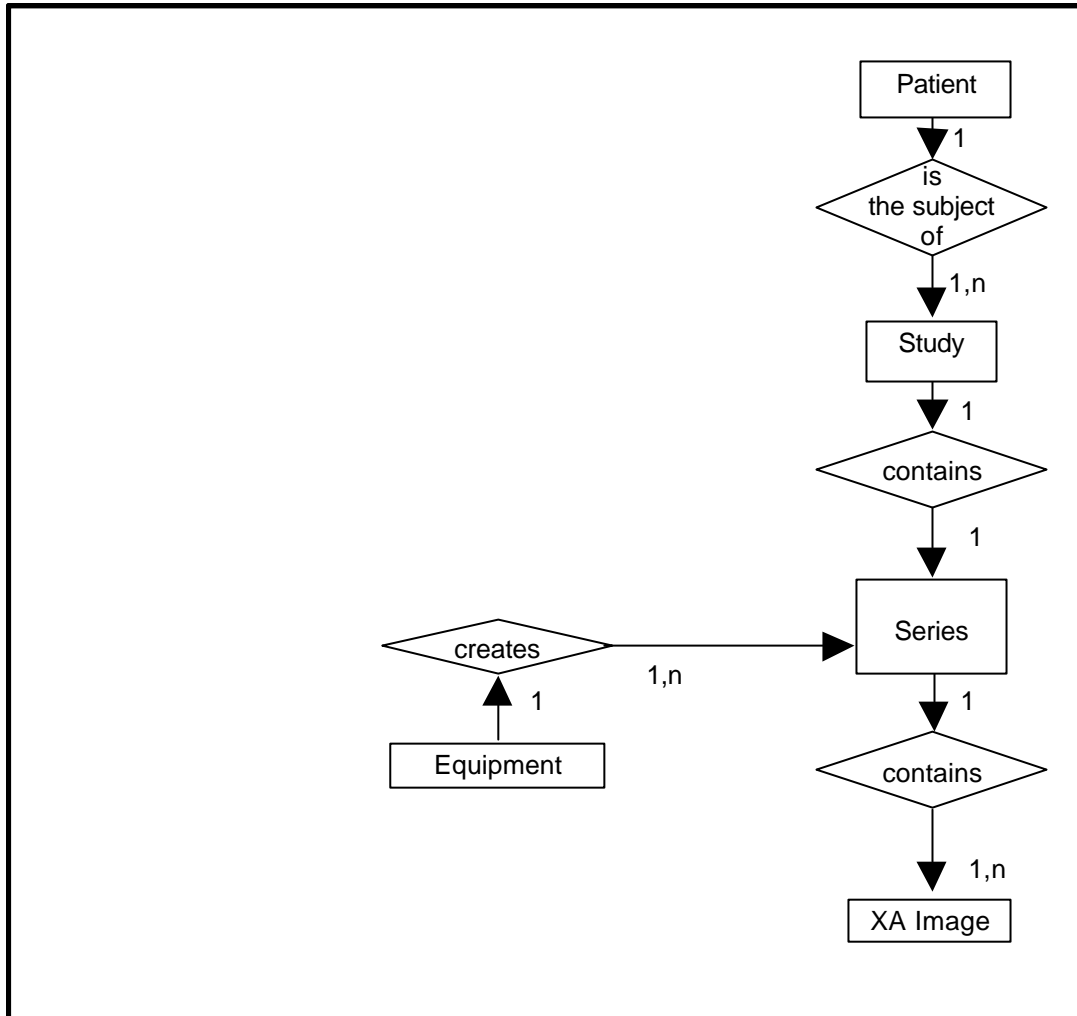 Patient
1
is
the subject
of
1,n
Study
1
contains
1
Series
creates
1,n
1
1
Equipment
contains
1,n
XA Image